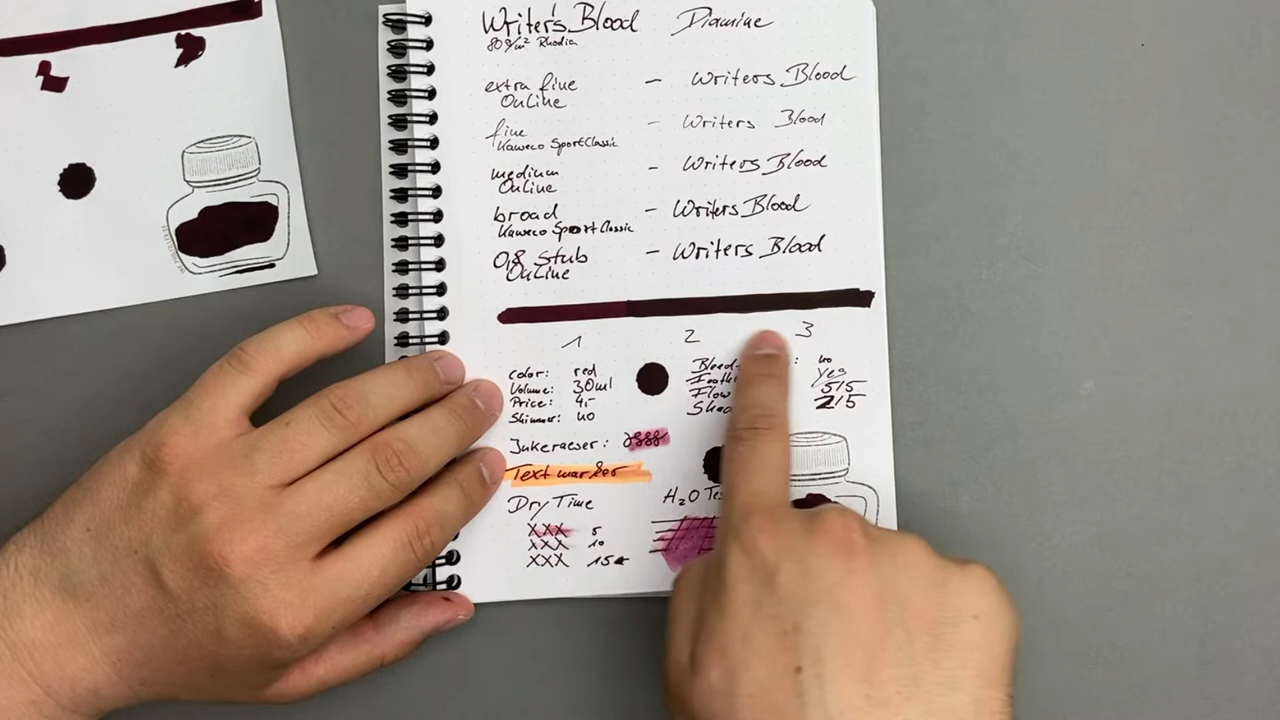 Writer's Blood Diamine
80g/m² Rhodia
extra fine — Writers Blood
Online
fine — Writers Blood
Kaweco Sport Classic
medium — Writers Blood
Online
broad — Writers Blood
Kaweco Sport Classic
0,8 Stub — Writers Blood
Online
1 2 3
color: red
Volume: 30ml
Price: 4,-
Shimmer: no
no
yes
Flow 5/5
2/5
Text marker
Dry Time
H₂O
XXX 5
XXX 10
XXX 15